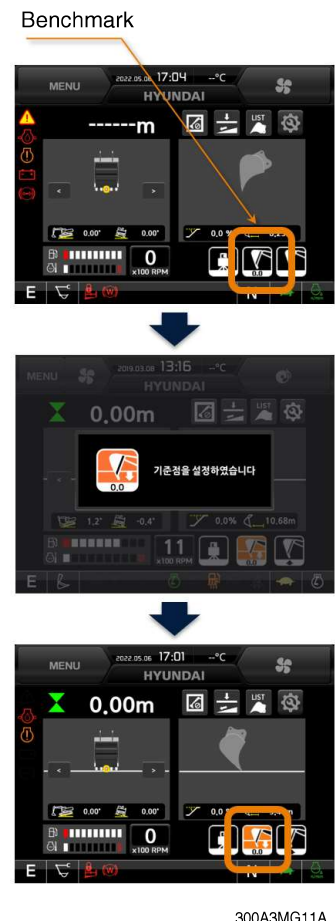 Benchmark
MENU
2022.05.06 17:04 --°C
HYUNDAI
------m
LIST
< >
0.00° 0.00°
0,0 %
0
x100 RPM
0.0
E
(W)
N
MENU
2019.03.08 13:16 --°C
HYUNDAI
0.00m
LIST
기준점을 설정하였습니다
0.0
1,2° -0,4°
0,0% 10.68m
11
x100 RPM
E
MENU
2022.05.06 17:01 --°C
HYUNDAI
0.00m
LIST
< >
0.00° 0.00°
0,0 %
0
x100 RPM
0.0
E
(W)
N
300A3MG11A